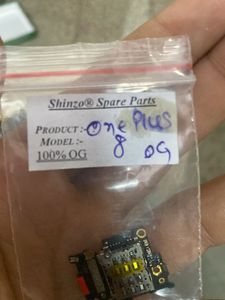 Shinzo® Spare Parts
PRODUCT :- One Plus
MODEL :- 8
100% OG OG